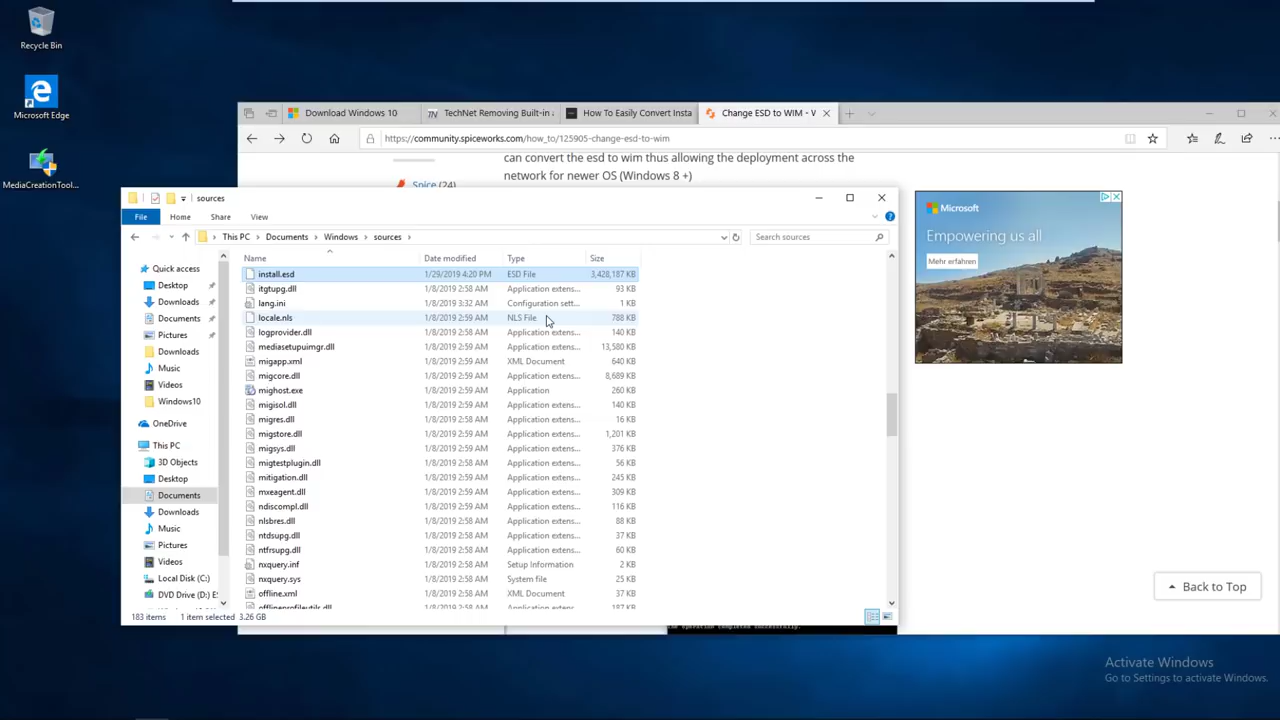 Recycle Bin
Microsoft Edge
MediaCreationTool...
Download Windows 10
TechNet Removing Built-in a
How To Easily Convert Insta
Change ESD to WIM - W
https://community.spiceworks.com/how_to/125905-change-esd-to-wim
can convert the esd to wim thus allowing the deployment across the
network for newer OS (Windows 8 +)
Spice (24)
sources
File Home Share View
This PC > Documents > Windows > sources >
Search sources
Name Date modified Type Size
install.esd 1/29/2019 4:20 PM ESD File 3,428,187 KB
itgtupg.dll 1/8/2019 2:58 AM Application extens... 93 KB
lang.ini 1/8/2019 3:32 AM Configuration sett... 1 KB
locale.nls 1/8/2019 2:59 AM NLS File 788 KB
logprovider.dll 1/8/2019 2:58 AM Application extens... 140 KB
mediasetupuimgr.dll 1/8/2019 2:59 AM Application extens... 13,580 KB
migapp.xml 1/8/2019 2:59 AM XML Document 640 KB
migcore.dll 1/8/2019 2:59 AM Application extens... 8,689 KB
mighost.exe 1/8/2019 2:59 AM Application 260 KB
migisol.dll 1/8/2019 2:59 AM Application extens... 140 KB
migres.dll 1/8/2019 2:59 AM Application extens... 16 KB
migstore.dll 1/8/2019 2:59 AM Application extens... 1,201 KB
migsys.dll 1/8/2019 2:58 AM Application extens... 376 KB
migtestplugin.dll 1/8/2019 2:58 AM Application extens... 56 KB
mitigation.dll 1/8/2019 2:58 AM Application extens... 245 KB
mxeagent.dll 1/8/2019 2:59 AM Application extens... 309 KB
ndiscompl.dll 1/8/2019 2:59 AM Application extens... 116 KB
nlsbres.dll 1/8/2019 2:58 AM Application extens... 88 KB
ntdsupg.dll 1/8/2019 2:59 AM Application extens... 37 KB
ntfrsupg.dll 1/8/2019 2:58 AM Application extens... 60 KB
nxquery.inf 1/8/2019 2:58 AM Setup Information 2 KB
nxquery.sys 1/8/2019 2:58 AM System file 25 KB
offline.xml 1/8/2019 2:59 AM XML Document 37 KB
offlineprofileutils.dll 1/8/2019 2:58 AM Application extens... 187 KB
Quick access
Desktop
Downloads
Documents
Pictures
Downloads
Music
Videos
Windows10
OneDrive
This PC
3D Objects
Desktop
Documents
Downloads
Music
Pictures
Videos
Local Disk (C:)
DVD Drive (D:) ES
183 items 1 item selected 3.26 GB
Microsoft
Empowering us all
Mehr erfahren
Back to Top
Activate Windows
Go to Settings to activate Windows.